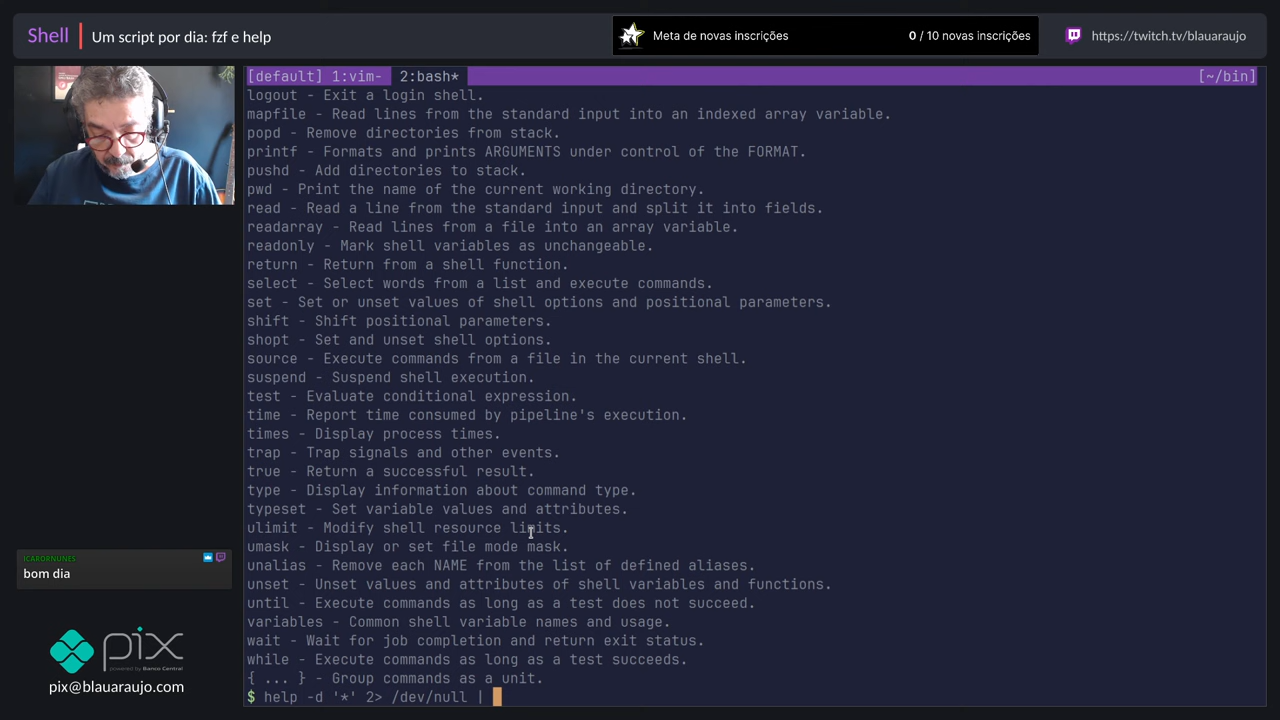 Shell | Um script por dia: fzf e help
Meta de novas inscrições 0 / 10 novas inscrições
https://twitch.tv/blauaraujo
[default] 1:vim- 2:bash* [~/bin]
logout - Exit a login shell.
mapfile - Read lines from the standard input into an indexed array variable.
popd - Remove directories from stack.
printf - Formats and prints ARGUMENTS under control of the FORMAT.
pushd - Add directories to stack.
pwd - Print the name of the current working directory.
read - Read a line from the standard input and split it into fields.
readarray - Read lines from a file into an array variable.
readonly - Mark shell variables as unchangeable.
return - Return from a shell function.
select - Select words from a list and execute commands.
set - Set or unset values of shell options and positional parameters.
shift - Shift positional parameters.
shopt - Set and unset shell options.
source - Execute commands from a file in the current shell.
suspend - Suspend shell execution.
test - Evaluate conditional expression.
time - Report time consumed by pipeline's execution.
times - Display process times.
trap - Trap signals and other events.
true - Return a successful result.
type - Display information about command type.
typeset - Set variable values and attributes.
ulimit - Modify shell resource limits.
umask - Display or set file mode mask.
unalias - Remove each NAME from the list of defined aliases.
unset - Unset values and attributes of shell variables and functions.
until - Execute commands as long as a test does not succeed.
variables - Common shell variable names and usage.
wait - Wait for job completion and return exit status.
while - Execute commands as long as a test succeeds.
{ ... } - Group commands as a unit.
$ help -d '*' 2> /dev/null |
ICARORNUNES
bom dia
pix
powered by Banco Central
pix@blauaraujo.com